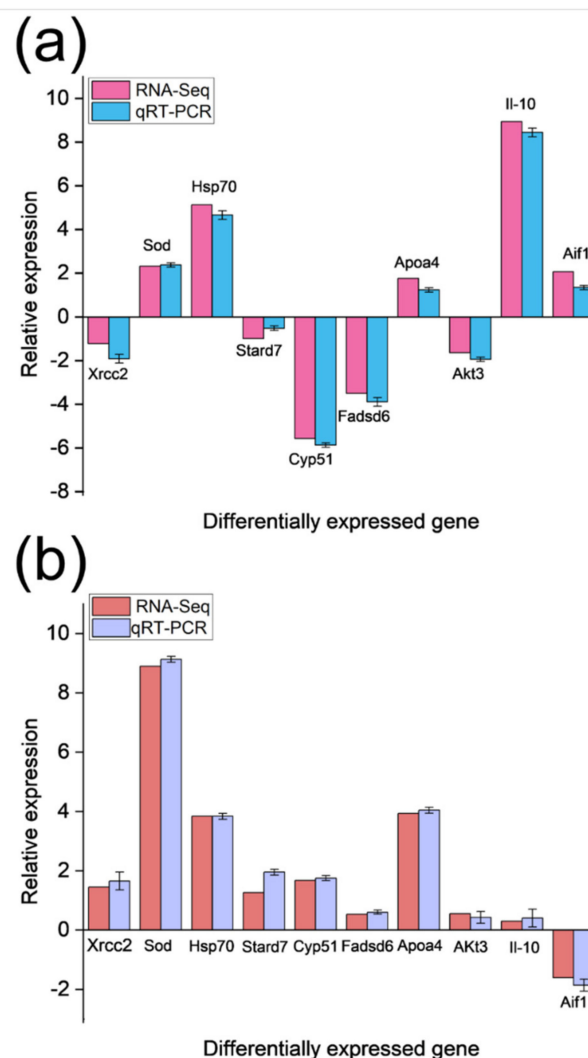 (a)
RNA-Seq
qRT-PCR
Relative expression
10
8
6
4
2
0
-2
-4
-6
-8
Xrcc2
Sod
Hsp70
Stard7
Cyp51
Fadsd6
Apoa4
Akt3
Il-10
Aif1
Differentially expressed gene
(b)
RNA-Seq
qRT-PCR
Relative expression
10
8
6
4
2
0
-2
Xrcc2 Sod Hsp70 Stard7 Cyp51 Fadsd6 Apoa4 AKt3 Il-10
Aif1
Differentially expressed gene